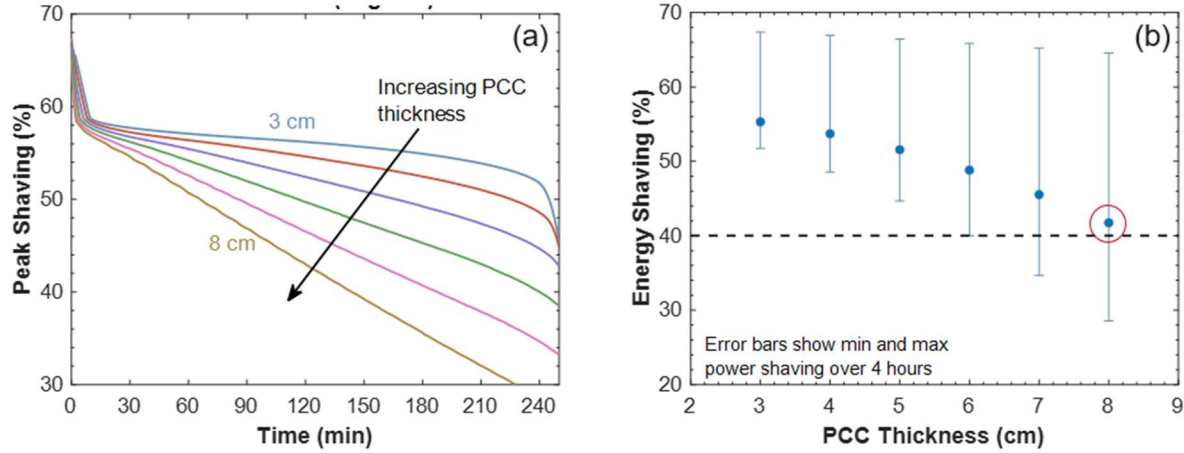 70
60
50
40
30
Peak Shaving (%)
(a)
Increasing PCC
thickness
3 cm
8 cm
0 30 60 90 120 150 180 210 240
Time (min)
70
60
50
40
30
20
Energy Shaving (%)
(b)
Error bars show min and max
power shaving over 4 hours
2 3 4 5 6 7 8 9
PCC Thickness (cm)